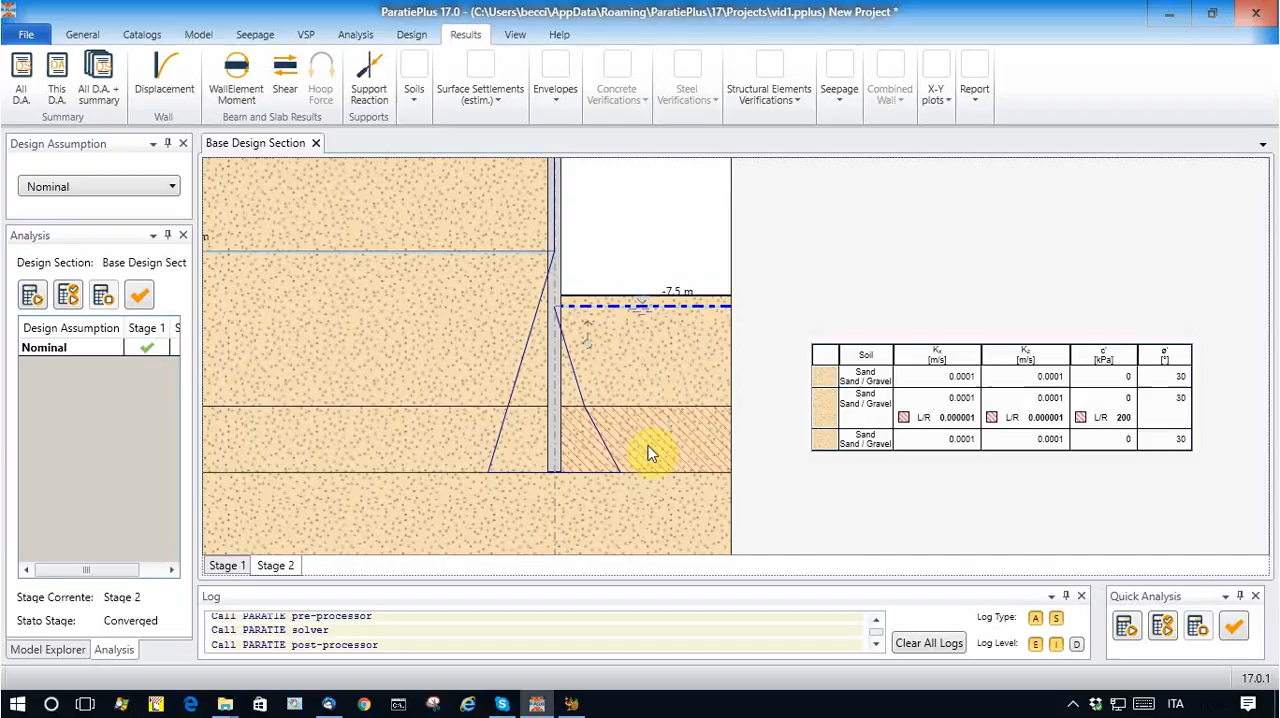 ParatiePlus 17.0 - (C:\Users\becci\AppData\Roaming\ParatiePlus\17\Projects\vid1.pplus) New Project *
File General Catalogs Model Seepage VSP Analysis Design Results View Help
All D.A.
This D.A.
All D.A. + summary
Displacement
WallElement Moment
Shear
Hoop Force
Support Reaction
Soils
Surface Settlements (estim.)
Envelopes
Concrete Verifications
Steel Verifications
Structural Elements Verifications
Seepage
Combined Wall
X-Y plots
Report
Summary Wall Beam and Slab Results Supports
Design Assumption
Nominal
Analysis
Design Section: Base Design Sect
Design Assumption Stage 1 S
Nominal
Stage Corrente: Stage 2
Stato Stage: Converged
Model Explorer Analysis
Base Design Section
m
-7.5 m
Soil Kx [m/s] Kz [m/s] c' [kPa] ø' [°]
Sand Sand / Gravel 0.0001 0.0001 0 30
Sand Sand / Gravel 0.0001 0.0001 0 30
L/R 0.000001 L/R 0.000001 L/R 200
Sand Sand / Gravel 0.0001 0.0001 0 30
Stage 1 Stage 2
Log
Call PARATIE pre-processor
Call PARATIE solver
Call PARATIE post-processor
Clear All Logs
Log Type: A S
Log Level: E I D
Quick Analysis
17.0.1
ITA